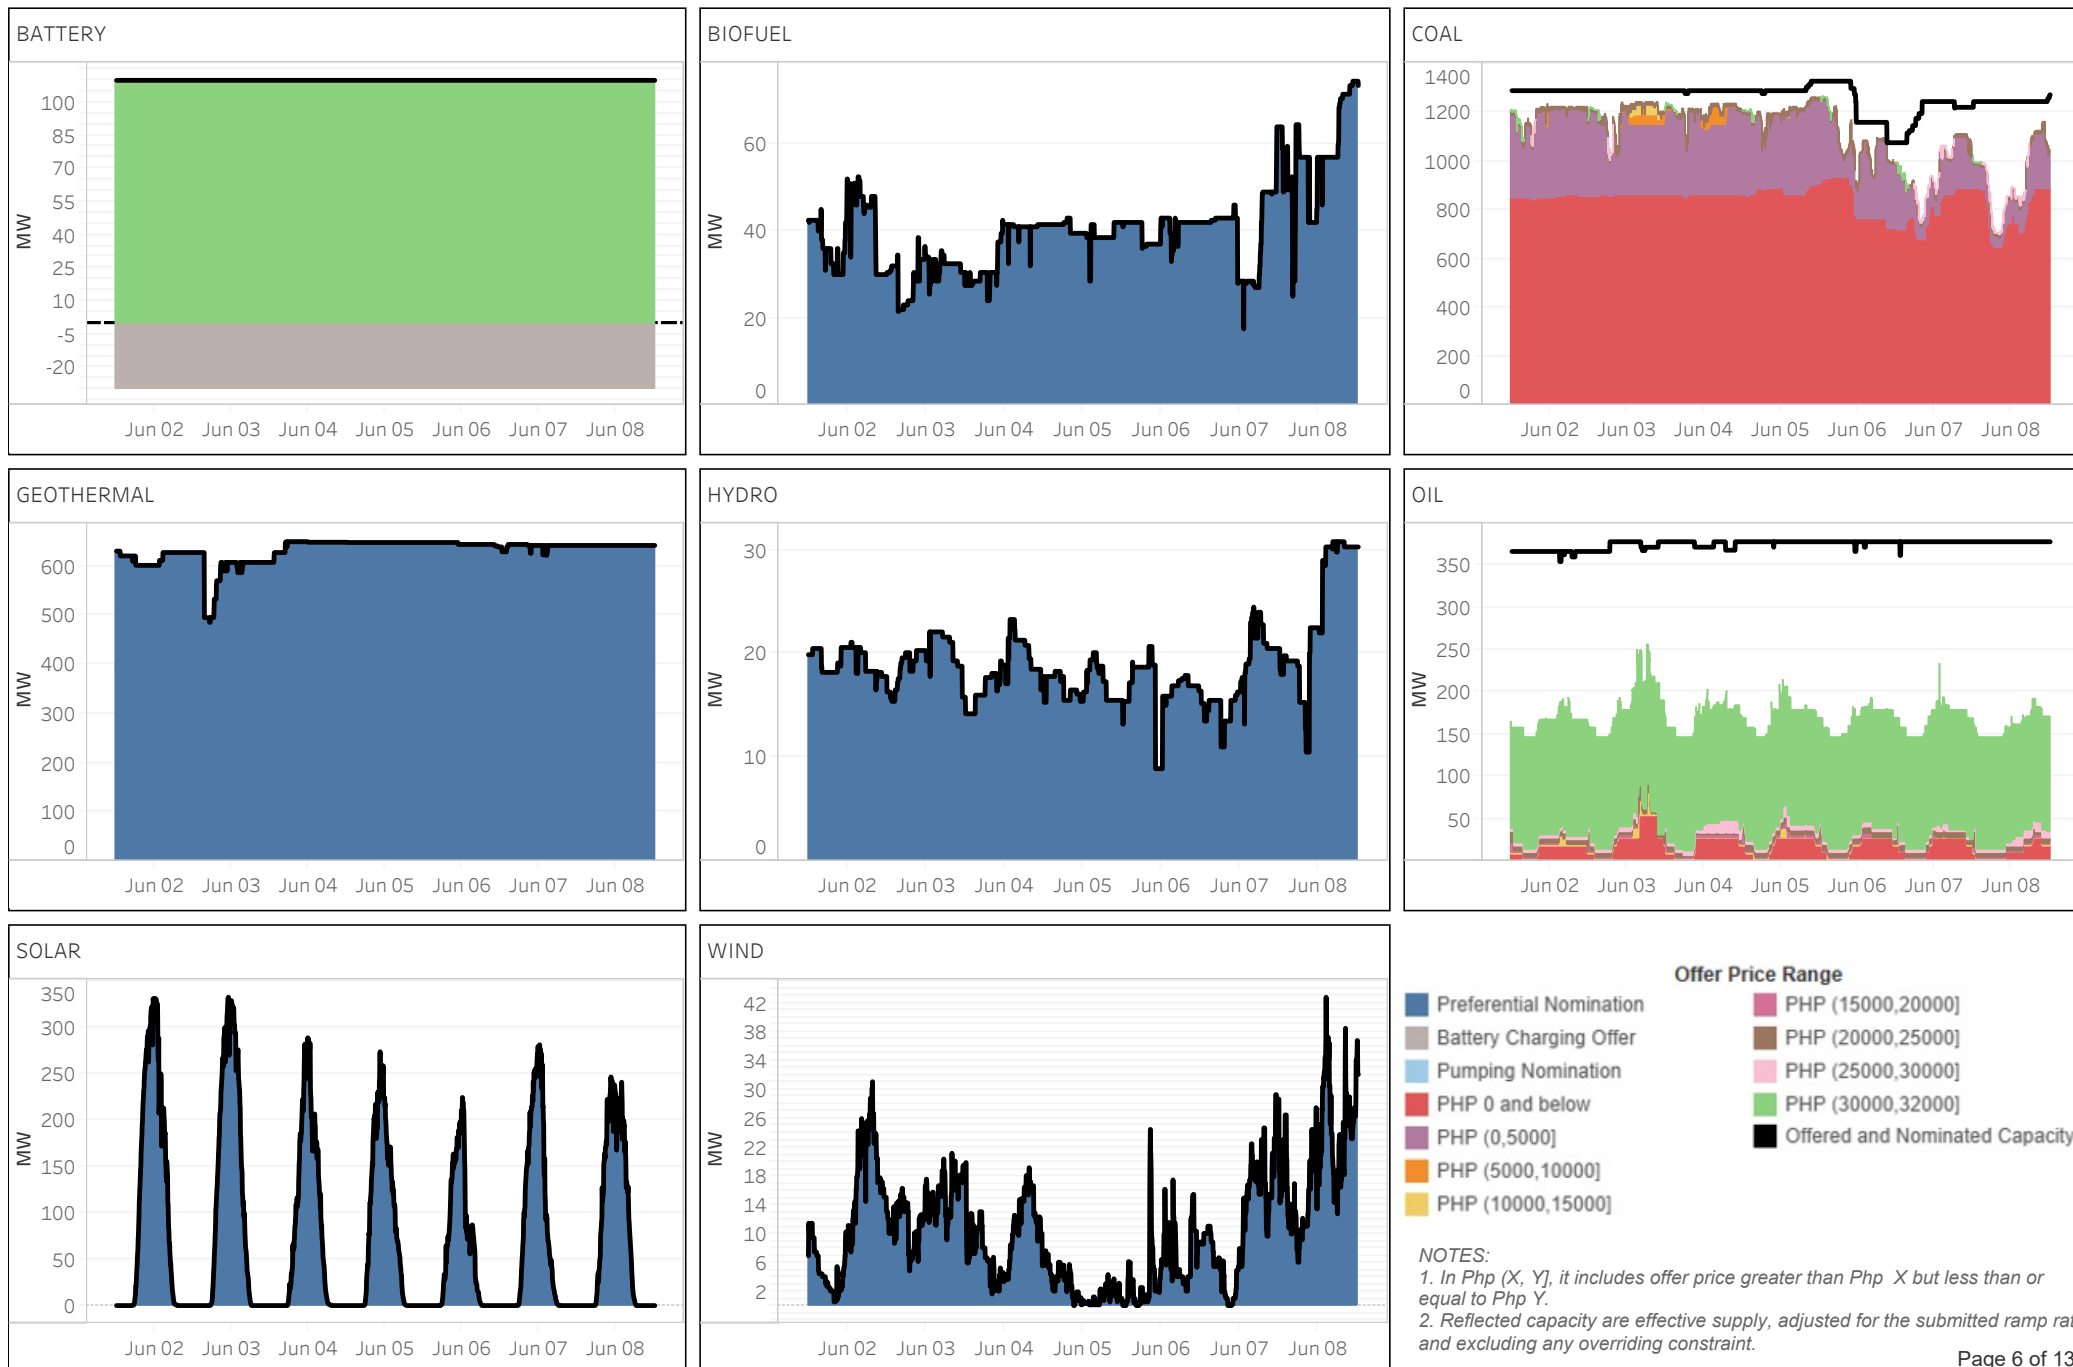 BATTERY
MW
100
85
70
55
40
25
10
-5
-20
Jun 02 Jun 03 Jun 04 Jun 05 Jun 06 Jun 07 Jun 08
BIOFUEL
MW
60
40
20
0
Jun 02 Jun 03 Jun 04 Jun 05 Jun 06 Jun 07 Jun 08
COAL
1400
1200
1000
800
600
400
200
0
Jun 02 Jun 03 Jun 04 Jun 05 Jun 06 Jun 07 Jun 08
GEOTHERMAL
MW
600
500
400
300
200
100
0
Jun 02 Jun 03 Jun 04 Jun 05 Jun 06 Jun 07 Jun 08
HYDRO
MW
30
20
10
0
Jun 02 Jun 03 Jun 04 Jun 05 Jun 06 Jun 07 Jun 08
OIL
MW
350
300
250
200
150
100
50
Jun 02 Jun 03 Jun 04 Jun 05 Jun 06 Jun 07 Jun 08
SOLAR
MW
350
300
250
200
150
100
50
0
Jun 02 Jun 03 Jun 04 Jun 05 Jun 06 Jun 07 Jun 08
WIND
MW
42
38
34
30
26
22
18
14
10
6
2
Jun 02 Jun 03 Jun 04 Jun 05 Jun 06 Jun 07 Jun 08
Offer Price Range
Preferential Nomination
Battery Charging Offer
Pumping Nomination
PHP 0 and below
PHP (0,5000]
PHP (5000,10000]
PHP (10000,15000]
PHP (15000,20000]
PHP (20000,25000]
PHP (25000,30000]
PHP (30000,32000]
Offered and Nominated Capacity
NOTES:
1. In Php (X, Y], it includes offer price greater than Php X but less than or
equal to Php Y.
2. Reflected capacity are effective supply, adjusted for the submitted ramp rat
and excluding any overriding constraint.
Page 6 of 13